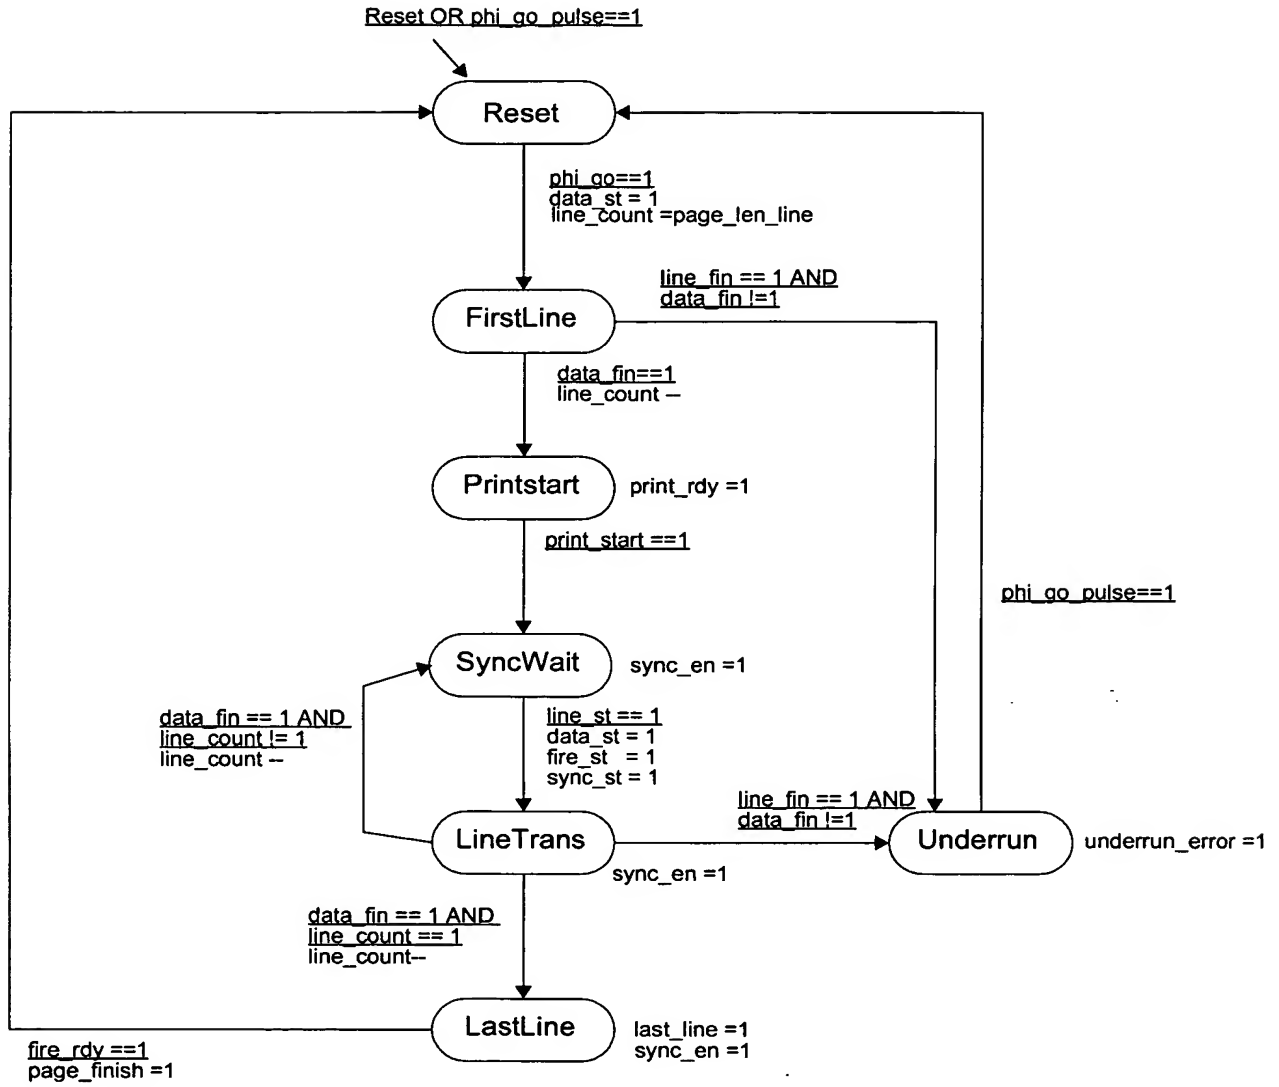 Reset OR phi_go_pulse==1
Reset
phi_go==1
data_st = 1
line_count =page_len_line
line_fin == 1 AND
data_fin !=1
FirstLine
data_fin==1
line_count --
Printstart
print_rdy =1
print_start ==1
phi_go_pulse==1
SyncWait
sync_en =1
data_fin == 1 AND
line_count != 1
line_count --
line_st == 1
data_st = 1
fire_st = 1
sync_st = 1
line_fin == 1 AND
data_fin !=1
LineTrans
sync_en =1
Underrun
underrun_error =1
data_fin == 1 AND
line_count == 1
line_count--
LastLine
last_line =1
sync_en =1
fire_rdy ==1
page_finish =1